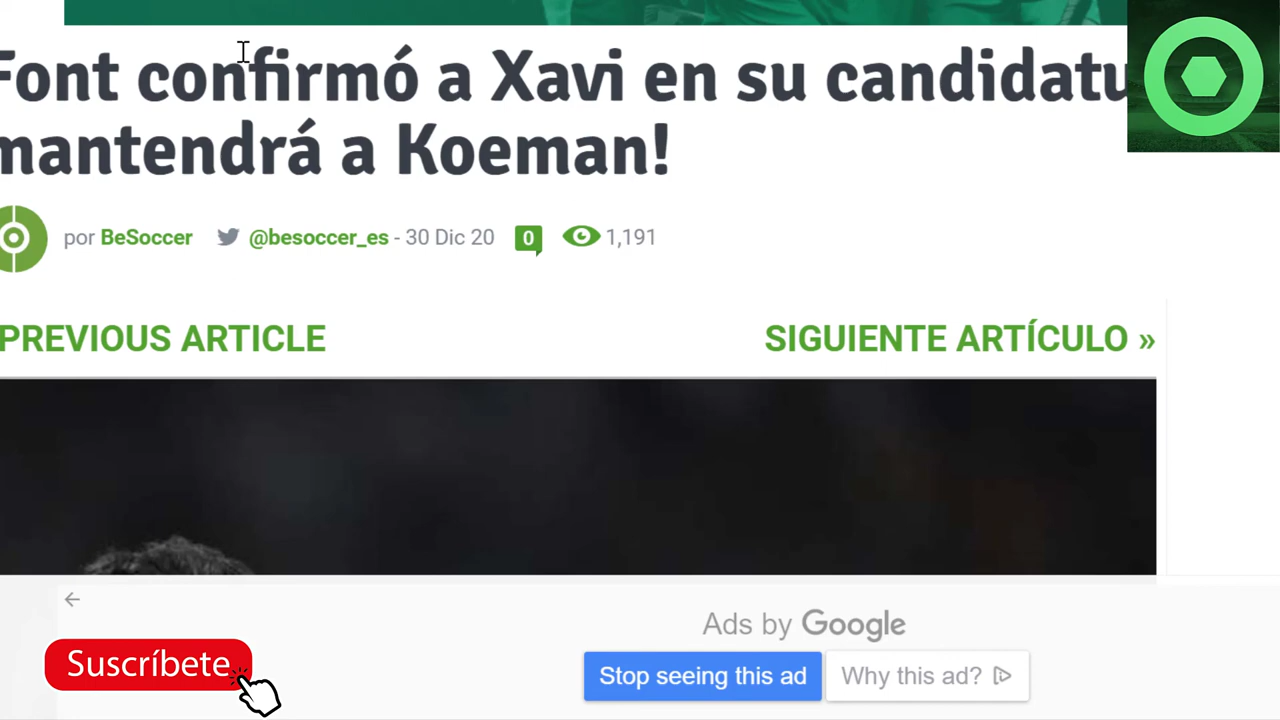 Font confirmó a Xavi en su candidatu
mantendrá a Koeman!
por BeSoccer @besoccer_es - 30 Dic 20 0 1,191
PREVIOUS ARTICLE
SIGUIENTE ARTÍCULO »
Ads by Google
Suscríbete
Stop seeing this ad
Why this ad?